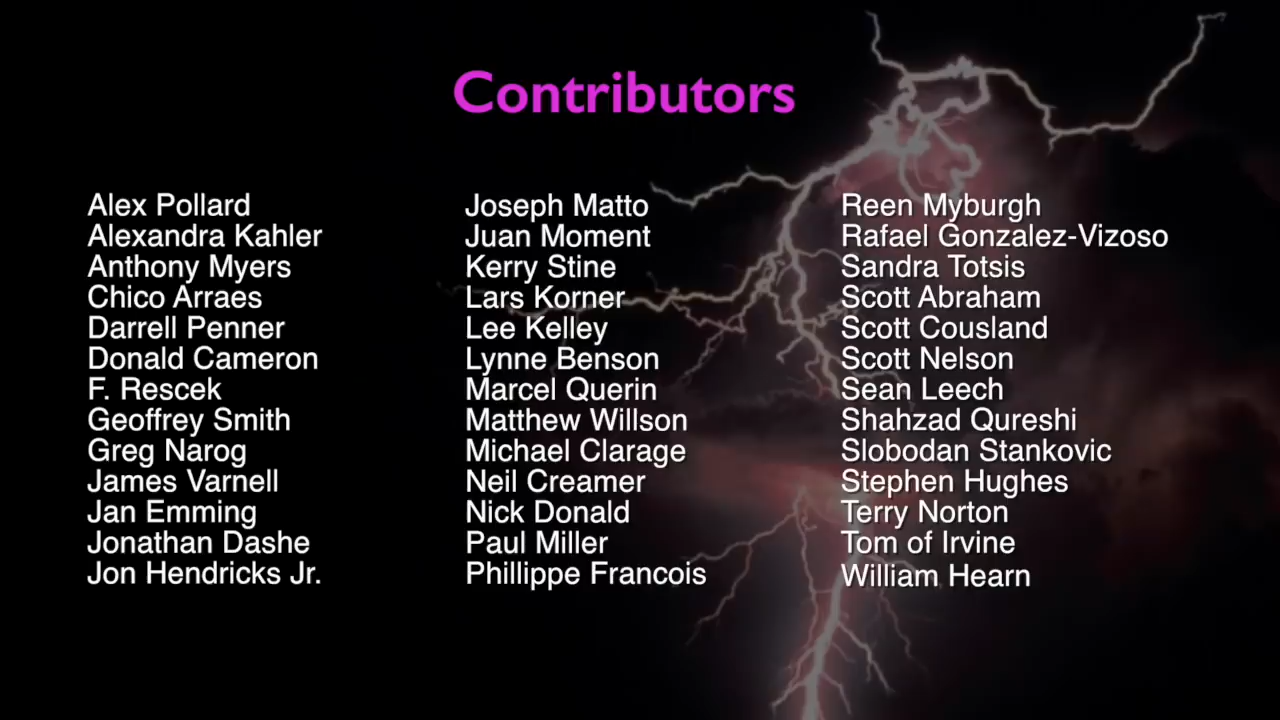 Contributors
Alex Pollard
Alexandra Kahler
Anthony Myers
Chico Arraes
Darrell Penner
Donald Cameron
F. Rescek
Geoffrey Smith
Greg Narog
James Varnell
Jan Emming
Jonathan Dashe
Jon Hendricks Jr.
Joseph Matto
Juan Moment
Kerry Stine
Lars Korner
Lee Kelley
Lynne Benson
Marcel Querin
Matthew Willson
Michael Clarage
Neil Creamer
Nick Donald
Paul Miller
Phillippe Francois
Reen Myburgh
Rafael Gonzalez-Vizoso
Sandra Totsis
Scott Abraham
Scott Cousland
Scott Nelson
Sean Leech
Shahzad Qureshi
Slobodan Stankovic
Stephen Hughes
Terry Norton
Tom of Irvine
William Hearn